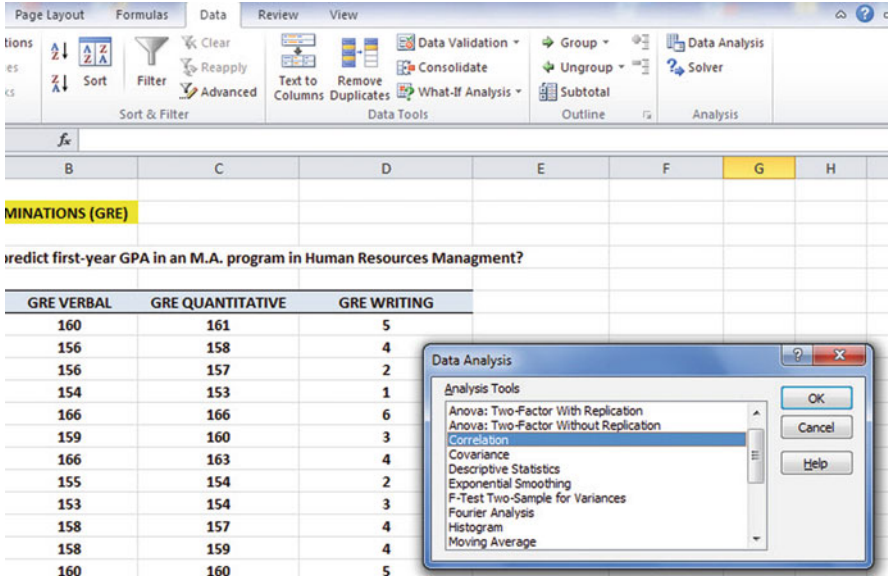 Page Layout Formulas Data Review View
tions
Sort
Filter
Clear
Reapply
Advanced
Text to Columns
Remove Duplicates
Data Validation
Consolidate
What-If Analysis
Group
Ungroup
Subtotal
Data Analysis
Solver
Sort & Filter Data Tools Outline Analysis
fx
B C D E F G H
MINATIONS (GRE)
predict first-year GPA in an M.A. program in Human Resources Managment?
GRE VERBAL GRE QUANTITATIVE GRE WRITING
160 161 5
156 158 4
156 157 2
154 153 1
166 166 6
159 160 3
166 163 4
155 154 2
153 154 3
158 157 4
158 159 4
160 160 5
Data Analysis
Analysis Tools
Anova: Two-Factor With Replication
Anova: Two-Factor Without Replication
Correlation
Covariance
Descriptive Statistics
Exponential Smoothing
F-Test Two-Sample for Variances
Fourier Analysis
Histogram
Moving Average
OK
Cancel
Help